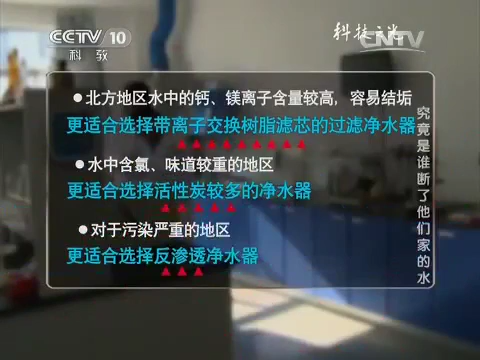 CCTV 10
科教
科技之光
CNTV
●北方地区水中的钙、镁离子含量较高，容易结垢
更适合选择带离子交换树脂滤芯的过滤净水器
●水中含氯、味道较重的地区
更适合选择活性炭较多的净水器
●对于污染严重的地区
更适合选择反渗透净水器
究竟是谁断了他们家的水